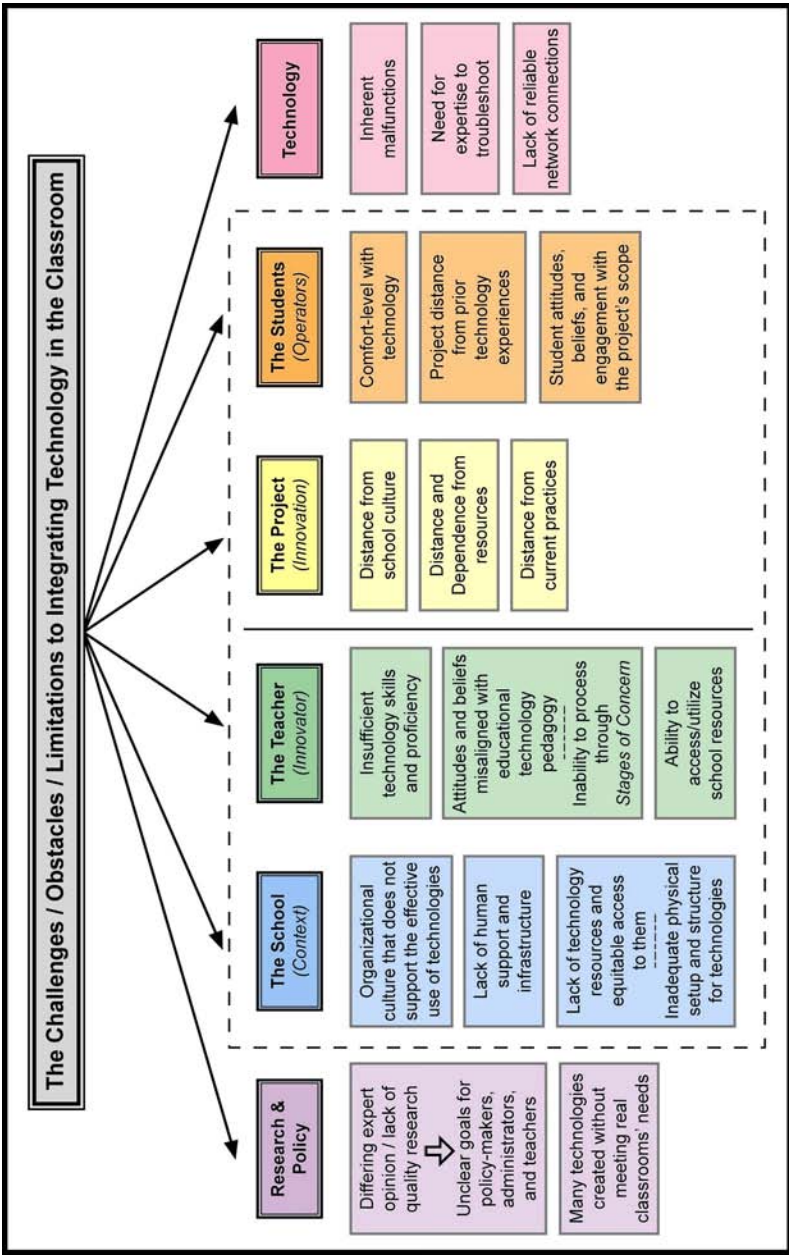 The Challenges / Obstacles / Limitations to Integrating Technology in the Classroom
Research &
Policy
Differing expert
opinion / lack of
quality research
Unclear goals for
policy-makers,
administrators,
and teachers
Many technologies
created without
meeting real
classrooms' needs
The School
(Context)
Organizational
culture that does not
support the effective
use of technologies
Lack of human
support and
infrastructure
Lack of technology
resources and
equitable access
to them
Inadequate physical
setup and structure
for technologies
The Teacher
(Innovator)
Insufficient
technology skills
and proficiency
Attitudes and beliefs
misaligned with
educational
technology
pedagogy
Inability to process
through
Stages of Concern
Ability to
access/utilize
school resources
The Project
(Innovation)
Distance from
school culture
Distance and
Dependence from
resources
Distance from
current practices
The Students
(Operators)
Comfort-level with
technology
Project distance
from prior
technology
experiences
Student attitudes,
beliefs, and
engagement with
the project's scope
Technology
Inherent
malfunctions
Need for
expertise to
troubleshoot
Lack of reliable
network connections